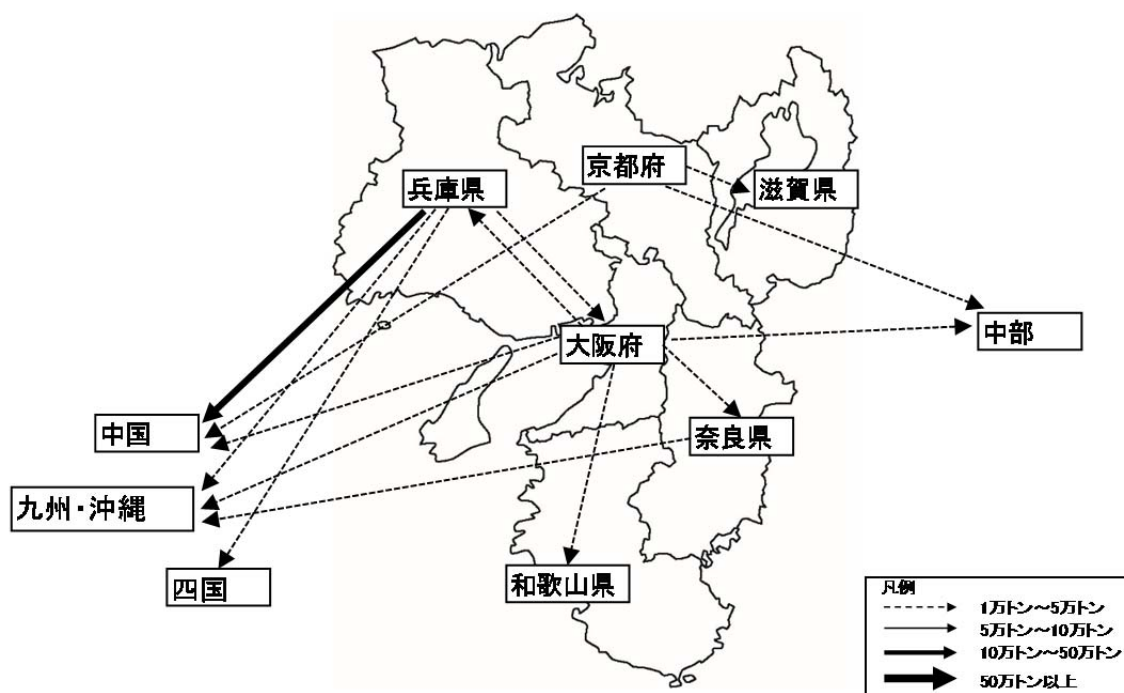 京都府
兵庫県
滋賀県
大阪府
中部
中国
奈良県
九州・沖縄
四国
和歌山県
凡例
1万トン～5万トン
5万トン～10万トン
10万トン～50万トン
50万トン以上